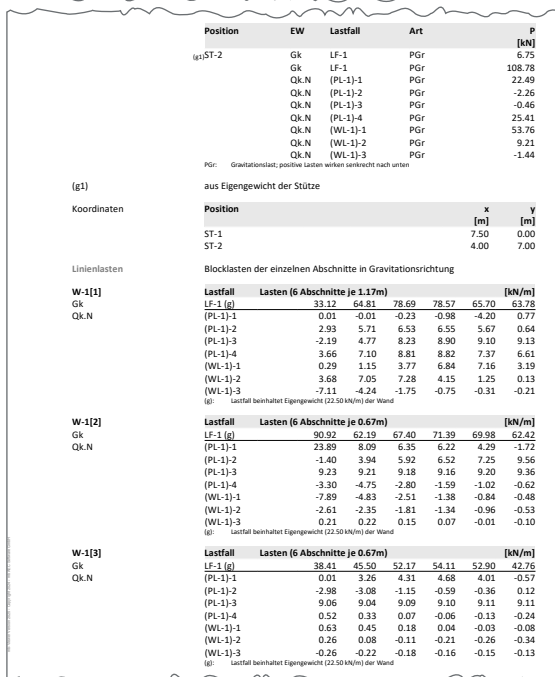 Position EW Lastfall Art P
[kN]
(g1)ST-2 Gk LF-1 PGr 6.75
Gk LF-1 PGr 108.78
Qk.N (PL-1)-1 PGr 22.49
Qk.N (PL-1)-2 PGr -2.26
Qk.N (PL-1)-3 PGr -0.46
Qk.N (PL-1)-4 PGr 25.41
Qk.N (WL-1)-1 PGr 53.76
Qk.N (WL-1)-2 PGr 9.21
Qk.N (WL-1)-3 PGr -1.44
PGr: Gravitationslast; positive Lasten wirken senkrecht nach unten
(g1) aus Eigengewicht der Stütze
Koordinaten Position x y
[m] [m]
ST-1 7.50 0.00
ST-2 4.00 7.00
Linienlasten Blocklasten der einzelnen Abschnitte in Gravitationsrichtung
W-1[1] Lastfall Lasten (6 Abschnitte je 1.17m) [kN/m]
Gk LF-1 (g) 33.12 64.81 78.69 78.57 65.70 63.78
Qk.N (PL-1)-1 0.01 -0.01 -0.23 -0.98 -4.20 0.77
(PL-1)-2 2.93 5.71 6.53 6.55 5.67 0.64
(PL-1)-3 -2.19 4.77 8.23 8.90 9.10 9.13
(PL-1)-4 3.66 7.10 8.81 8.82 7.37 6.61
(WL-1)-1 0.29 1.15 3.77 6.84 7.16 3.19
(WL-1)-2 3.68 7.05 7.28 4.15 1.25 0.13
(WL-1)-3 -7.11 -4.24 -1.75 -0.75 -0.31 -0.21
(g): Lastfall beinhaltet Eigengewicht (22.50 kN/m) der Wand
W-1[2] Lastfall Lasten (6 Abschnitte je 0.67m) [kN/m]
Gk LF-1 (g) 90.92 62.19 67.40 71.39 69.98 62.42
Qk.N (PL-1)-1 23.89 8.09 6.35 6.22 4.29 -1.72
(PL-1)-2 -1.40 3.94 5.92 6.52 7.25 9.56
(PL-1)-3 9.23 9.21 9.18 9.16 9.20 9.36
(PL-1)-4 -3.30 -4.75 -2.80 -1.59 -1.02 -0.62
(WL-1)-1 -7.89 -4.83 -2.51 -1.38 -0.84 -0.48
(WL-1)-2 -2.61 -2.35 -1.81 -1.34 -0.96 -0.53
(WL-1)-3 0.21 0.22 0.15 0.07 -0.01 -0.10
(g): Lastfall beinhaltet Eigengewicht (22.50 kN/m) der Wand
W-1[3] Lastfall Lasten (6 Abschnitte je 0.67m) [kN/m]
Gk LF-1 (g) 38.41 45.50 52.17 54.11 52.90 42.76
Qk.N (PL-1)-1 0.01 3.26 4.31 4.68 4.01 -0.57
(PL-1)-2 -2.98 -3.08 -1.15 -0.59 -0.36 0.12
(PL-1)-3 9.06 9.04 9.09 9.10 9.11 9.11
(PL-1)-4 0.52 0.33 0.07 -0.06 -0.13 -0.24
(WL-1)-1 0.63 0.45 0.18 0.04 -0.03 -0.08
(WL-1)-2 0.26 0.08 -0.11 -0.21 -0.26 -0.34
(WL-1)-3 -0.26 -0.22 -0.18 -0.16 -0.15 -0.13
(g): Lastfall beinhaltet Eigengewicht (22.50 kN/m) der Wand